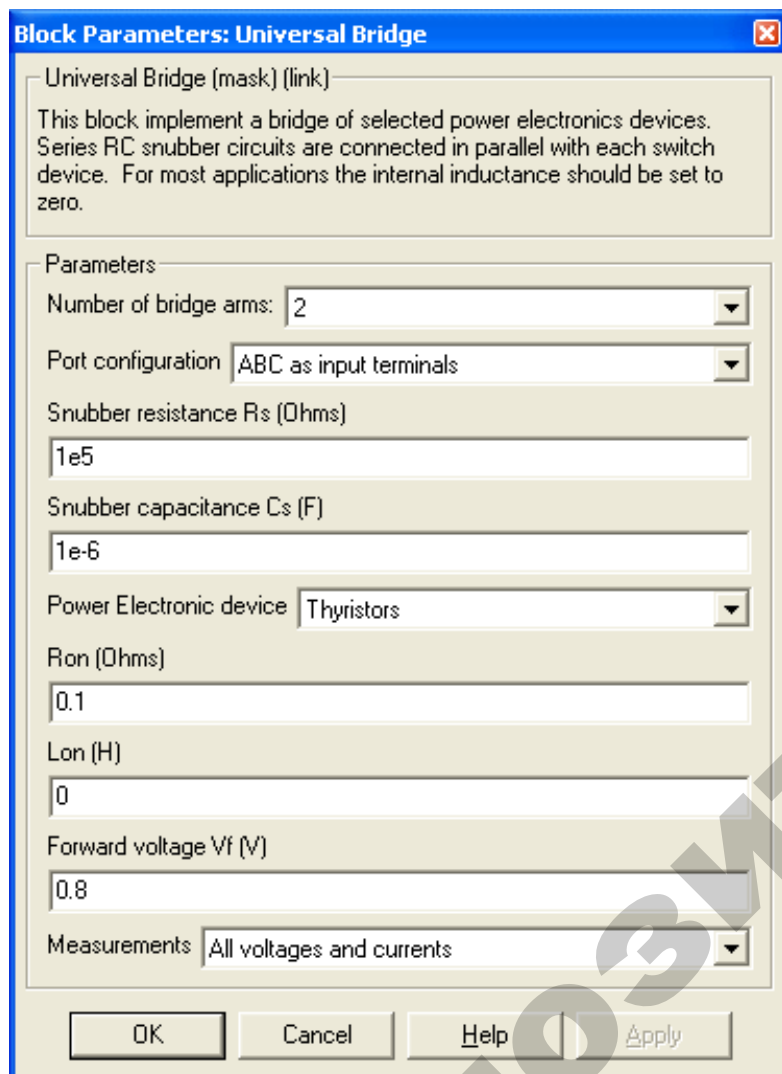 Block Parameters: Universal Bridge
Universal Bridge (mask) (link)
This block implement a bridge of selected power electronics devices.
Series RC snubber circuits are connected in parallel with each switch
device.  For most applications the internal inductance should be set to
zero.
Parameters
Number of bridge arms: 2
Port configuration ABC as input terminals
Snubber resistance Rs (Ohms)
1e5
Snubber capacitance Cs (F)
1e-6
Power Electronic device Thyristors
Ron (Ohms)
0.1
Lon (H)
0
Forward voltage Vf (V)
0.8
Measurements All voltages and currents
OK Cancel Help Apply